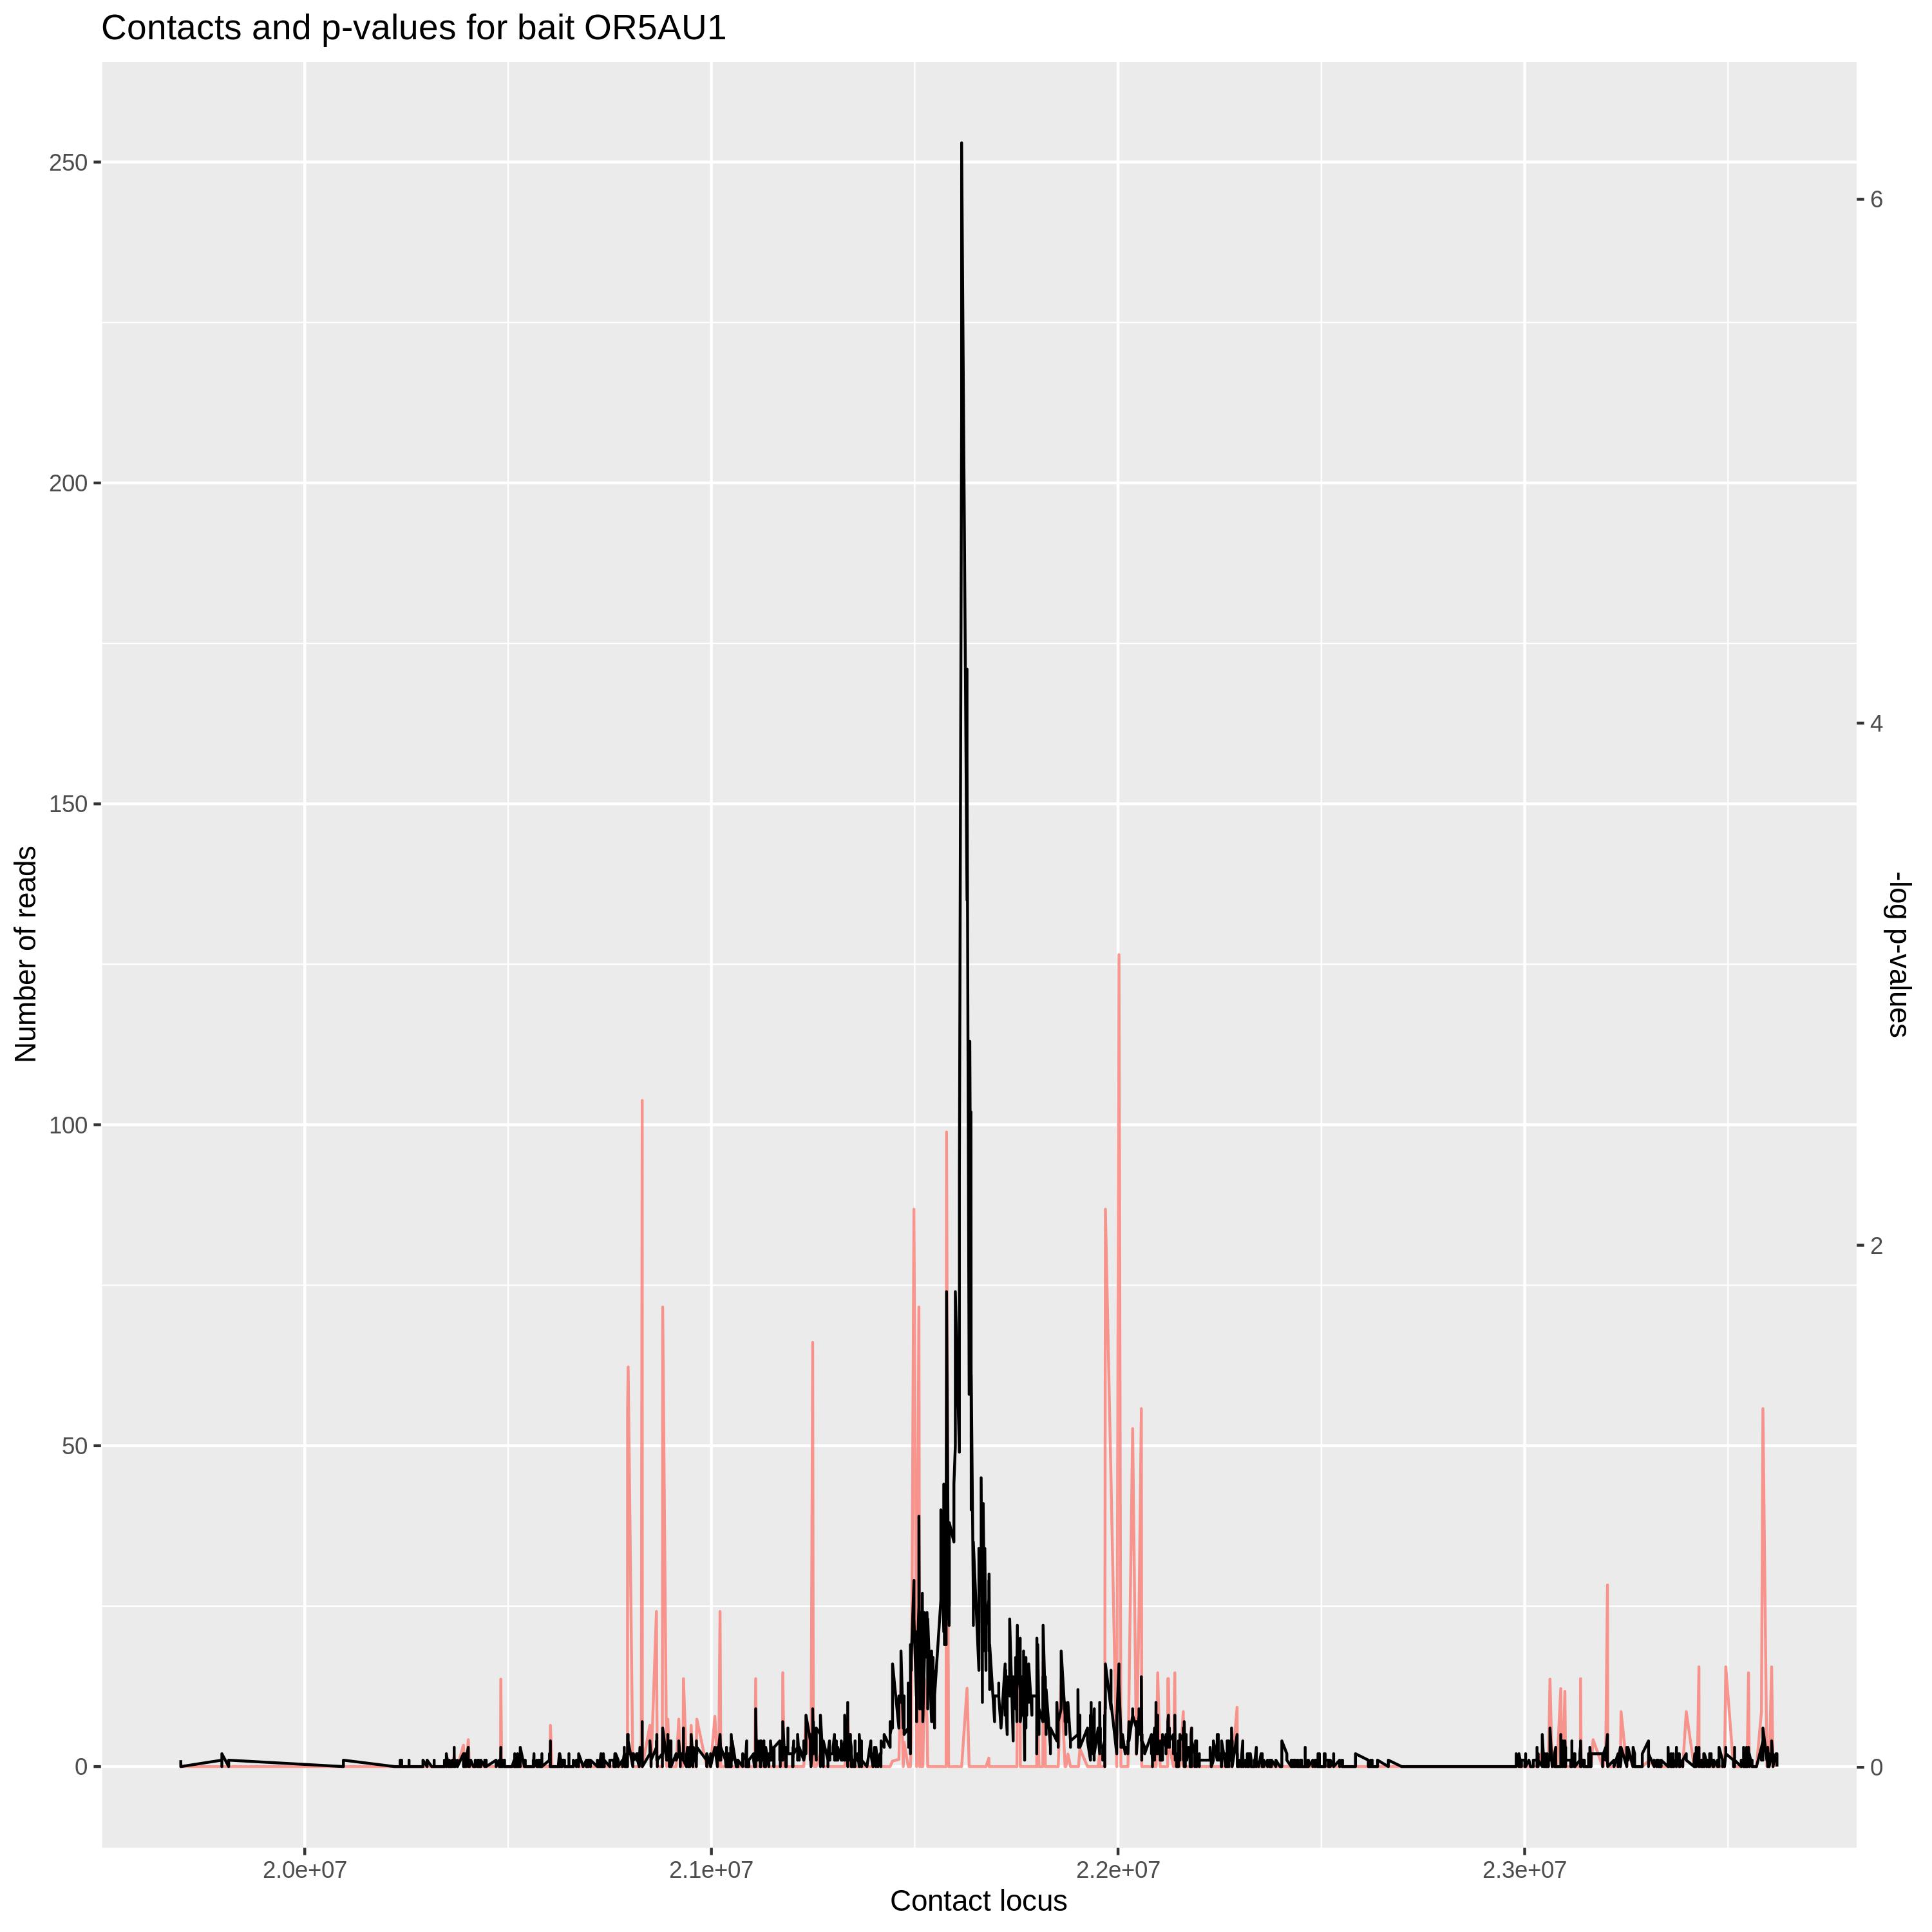 Contacts and p-values for bait OR5AU1
250
200
150
100
50
0
Number of reads
6
4
2
0
-log p-values
2.0e+07
2.1e+07
2.2e+07
2.3e+07
Contact locus